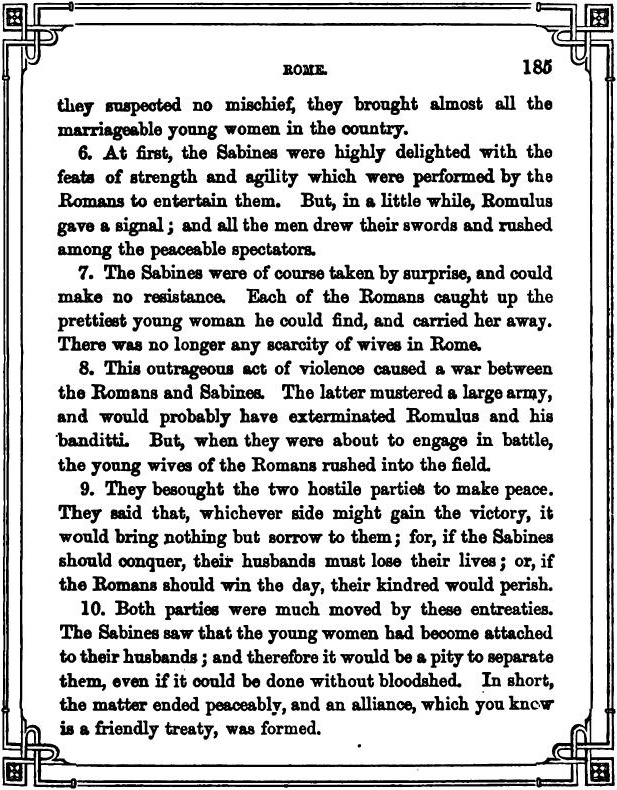 ROME. 185
they suspected no mischief, they brought almost all the
marriageable young women in the country.
6. At first, the Sabines were highly delighted with the
feats of strength and agility which were performed by the
Romans to entertain them. But, in a little while, Romulus
gave a signal; and all the men drew their swords and rushed
among the peaceable spectators.
7. The Sabines were of course taken by surprise, and could
make no resistance. Each of the Romans caught up the
prettiest young woman he could find, and carried her away.
There was no longer any scarcity of wives in Rome.
8. This outrageous act of violence caused a war between
the Romans and Sabines. The latter mustered a large army,
and would probably have exterminated Romulus and his
banditti. But, when they were about to engage in battle,
the young wives of the Romans rushed into the field.
9. They besought the two hostile parties to make peace.
They said that, whichever side might gain the victory, it
would bring nothing but sorrow to them; for, if the Sabines
should conquer, their husbands must lose their lives; or, if
the Romans should win the day, their kindred would perish.
10. Both parties were much moved by these entreaties.
The Sabines saw that the young women had become attached
to their husbands; and therefore it would be a pity to separate
them, even if it could be done without bloodshed. In short,
the matter ended peaceably, and an alliance, which you know
is a friendly treaty, was formed.